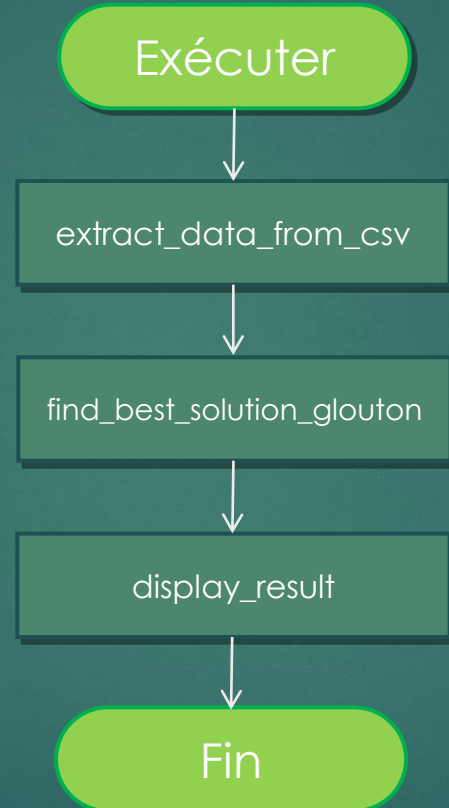 Exécuter
extract_data_from_csv
find_best_solution_glouton
display_result
Fin